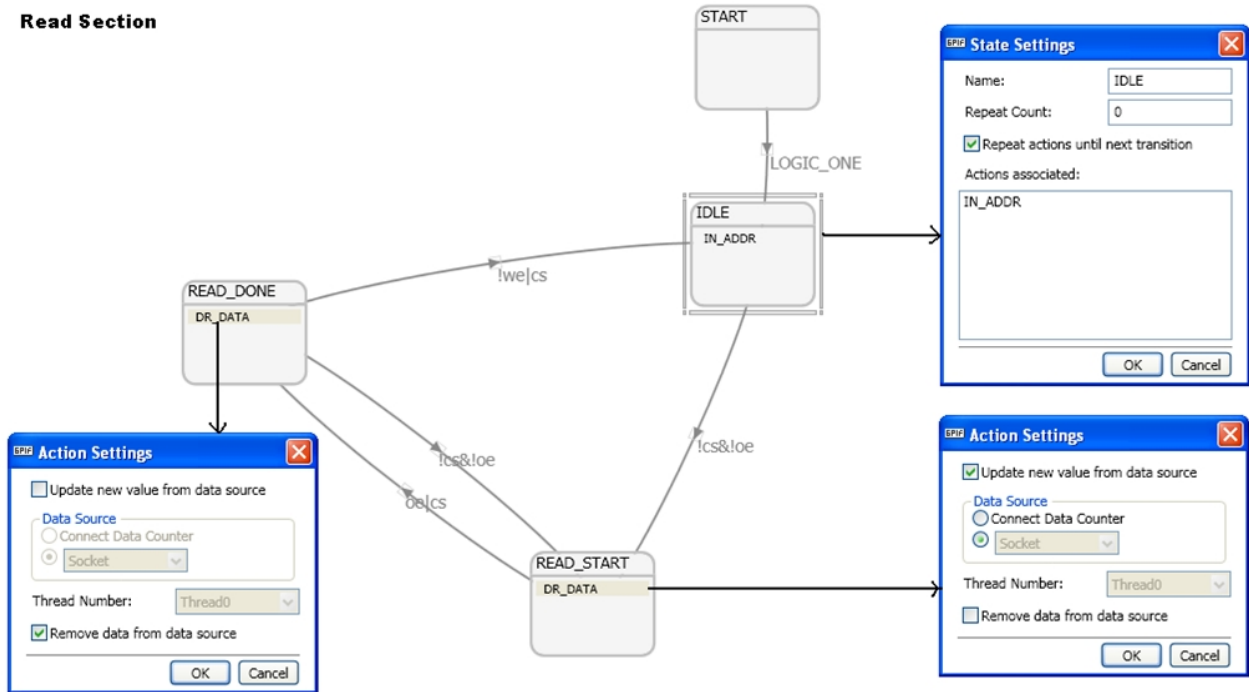 Read Section
START
LOGIC_ONE
IDLE
IN_ADDR
!we|cs
READ_DONE
DR_DATA
!cs&!oe
oe|cs
!cs&!oe
READ_START
DR_DATA
GPIF State Settings
Name: IDLE
Repeat Count: 0
Repeat actions until next transition
Actions associated:
IN_ADDR
OK Cancel
GPIF Action Settings
Update new value from data source
Data Source
Connect Data Counter
Socket
Thread Number: Thread0
Remove data from data source
OK Cancel
GPIF Action Settings
Update new value from data source
Data Source
Connect Data Counter
Socket
Thread Number: Thread0
Remove data from data source
OK Cancel